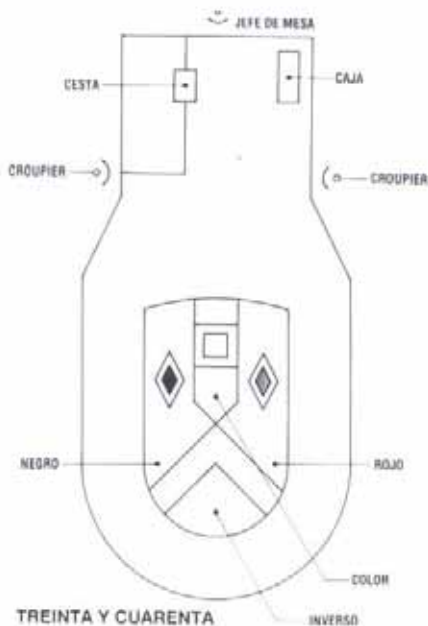 JEFE DE MESA
CESTA
CAJA
CROUPIER
CROUPIER
NEGRO
ROJO
COLOR
TREINTA Y CUARENTA
INVERSO